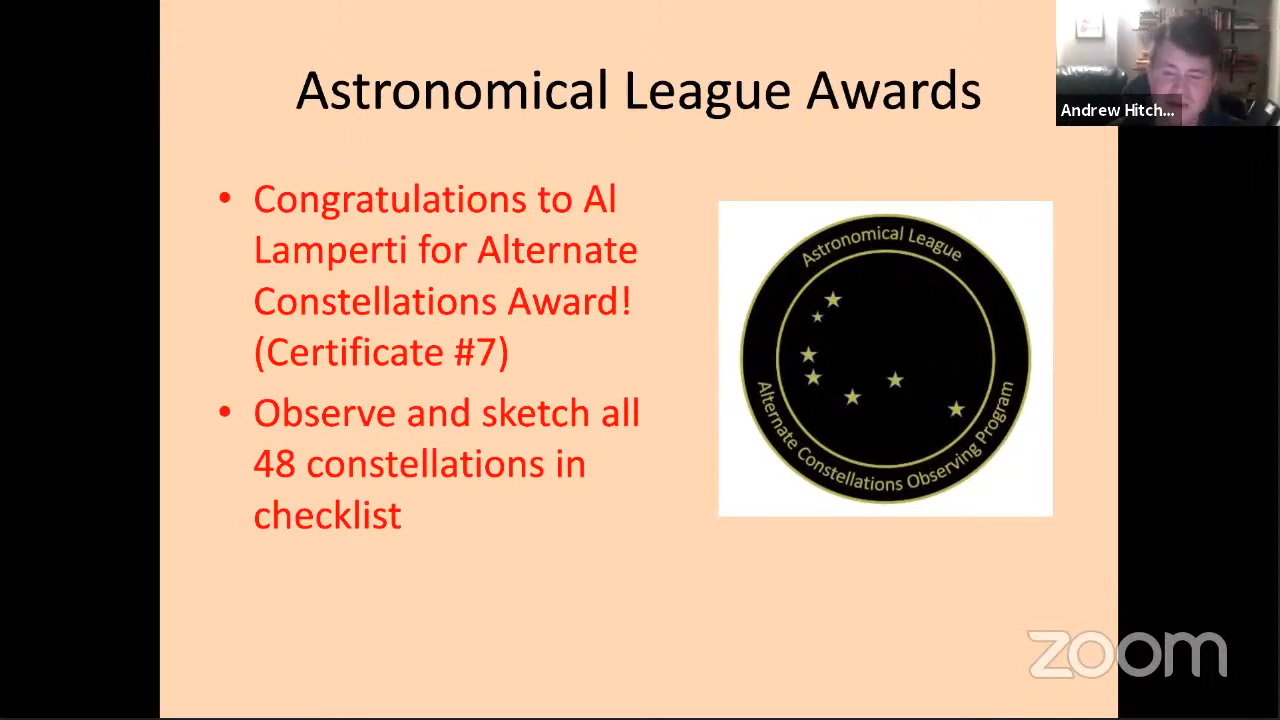 Astronomical League Awards
Andrew Hitch...
• Congratulations to Al
Lamperti for Alternate
Constellations Award!
(Certificate #7)
• Observe and sketch all
48 constellations in
checklist
Astronomical League
Alternate Constellations Observing Program
zoom